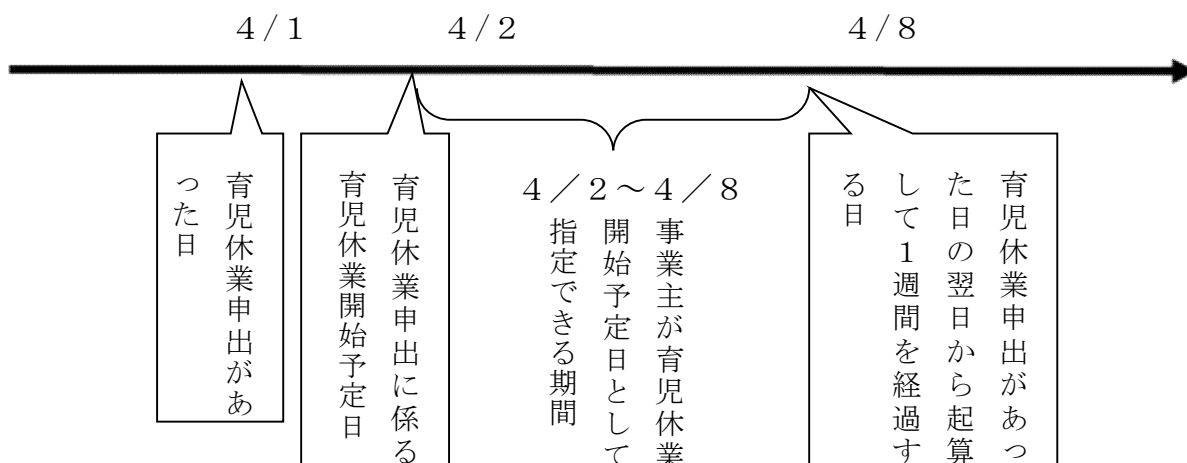 4/1
4/2
4/8
育児休業申出があ
った日
育児休業申出に係る
育児休業開始予定日
4/2～4/8
事業主が育児休業
開始予定日として
指定できる期間
育児休業申出があっ
た日の翌日から起算
して1週間を経過す
る日